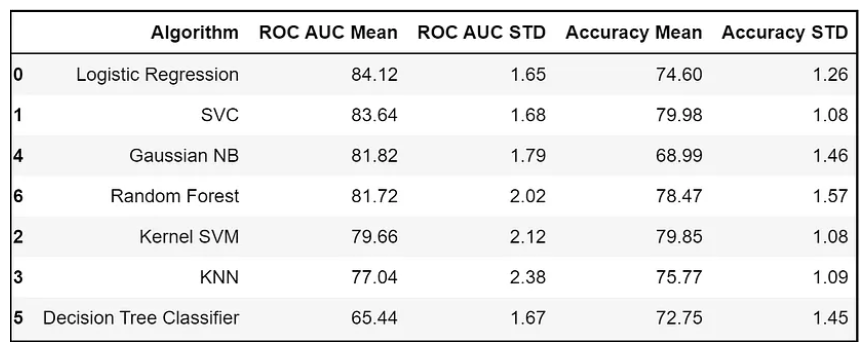 Algorithm ROC AUC Mean ROC AUC STD Accuracy Mean Accuracy STD
0 Logistic Regression 84.12 1.65 74.60 1.26
1 SVC 83.64 1.68 79.98 1.08
4 Gaussian NB 81.82 1.79 68.99 1.46
6 Random Forest 81.72 2.02 78.47 1.57
2 Kernel SVM 79.66 2.12 79.85 1.08
3 KNN 77.04 2.38 75.77 1.09
5 Decision Tree Classifier 65.44 1.67 72.75 1.45